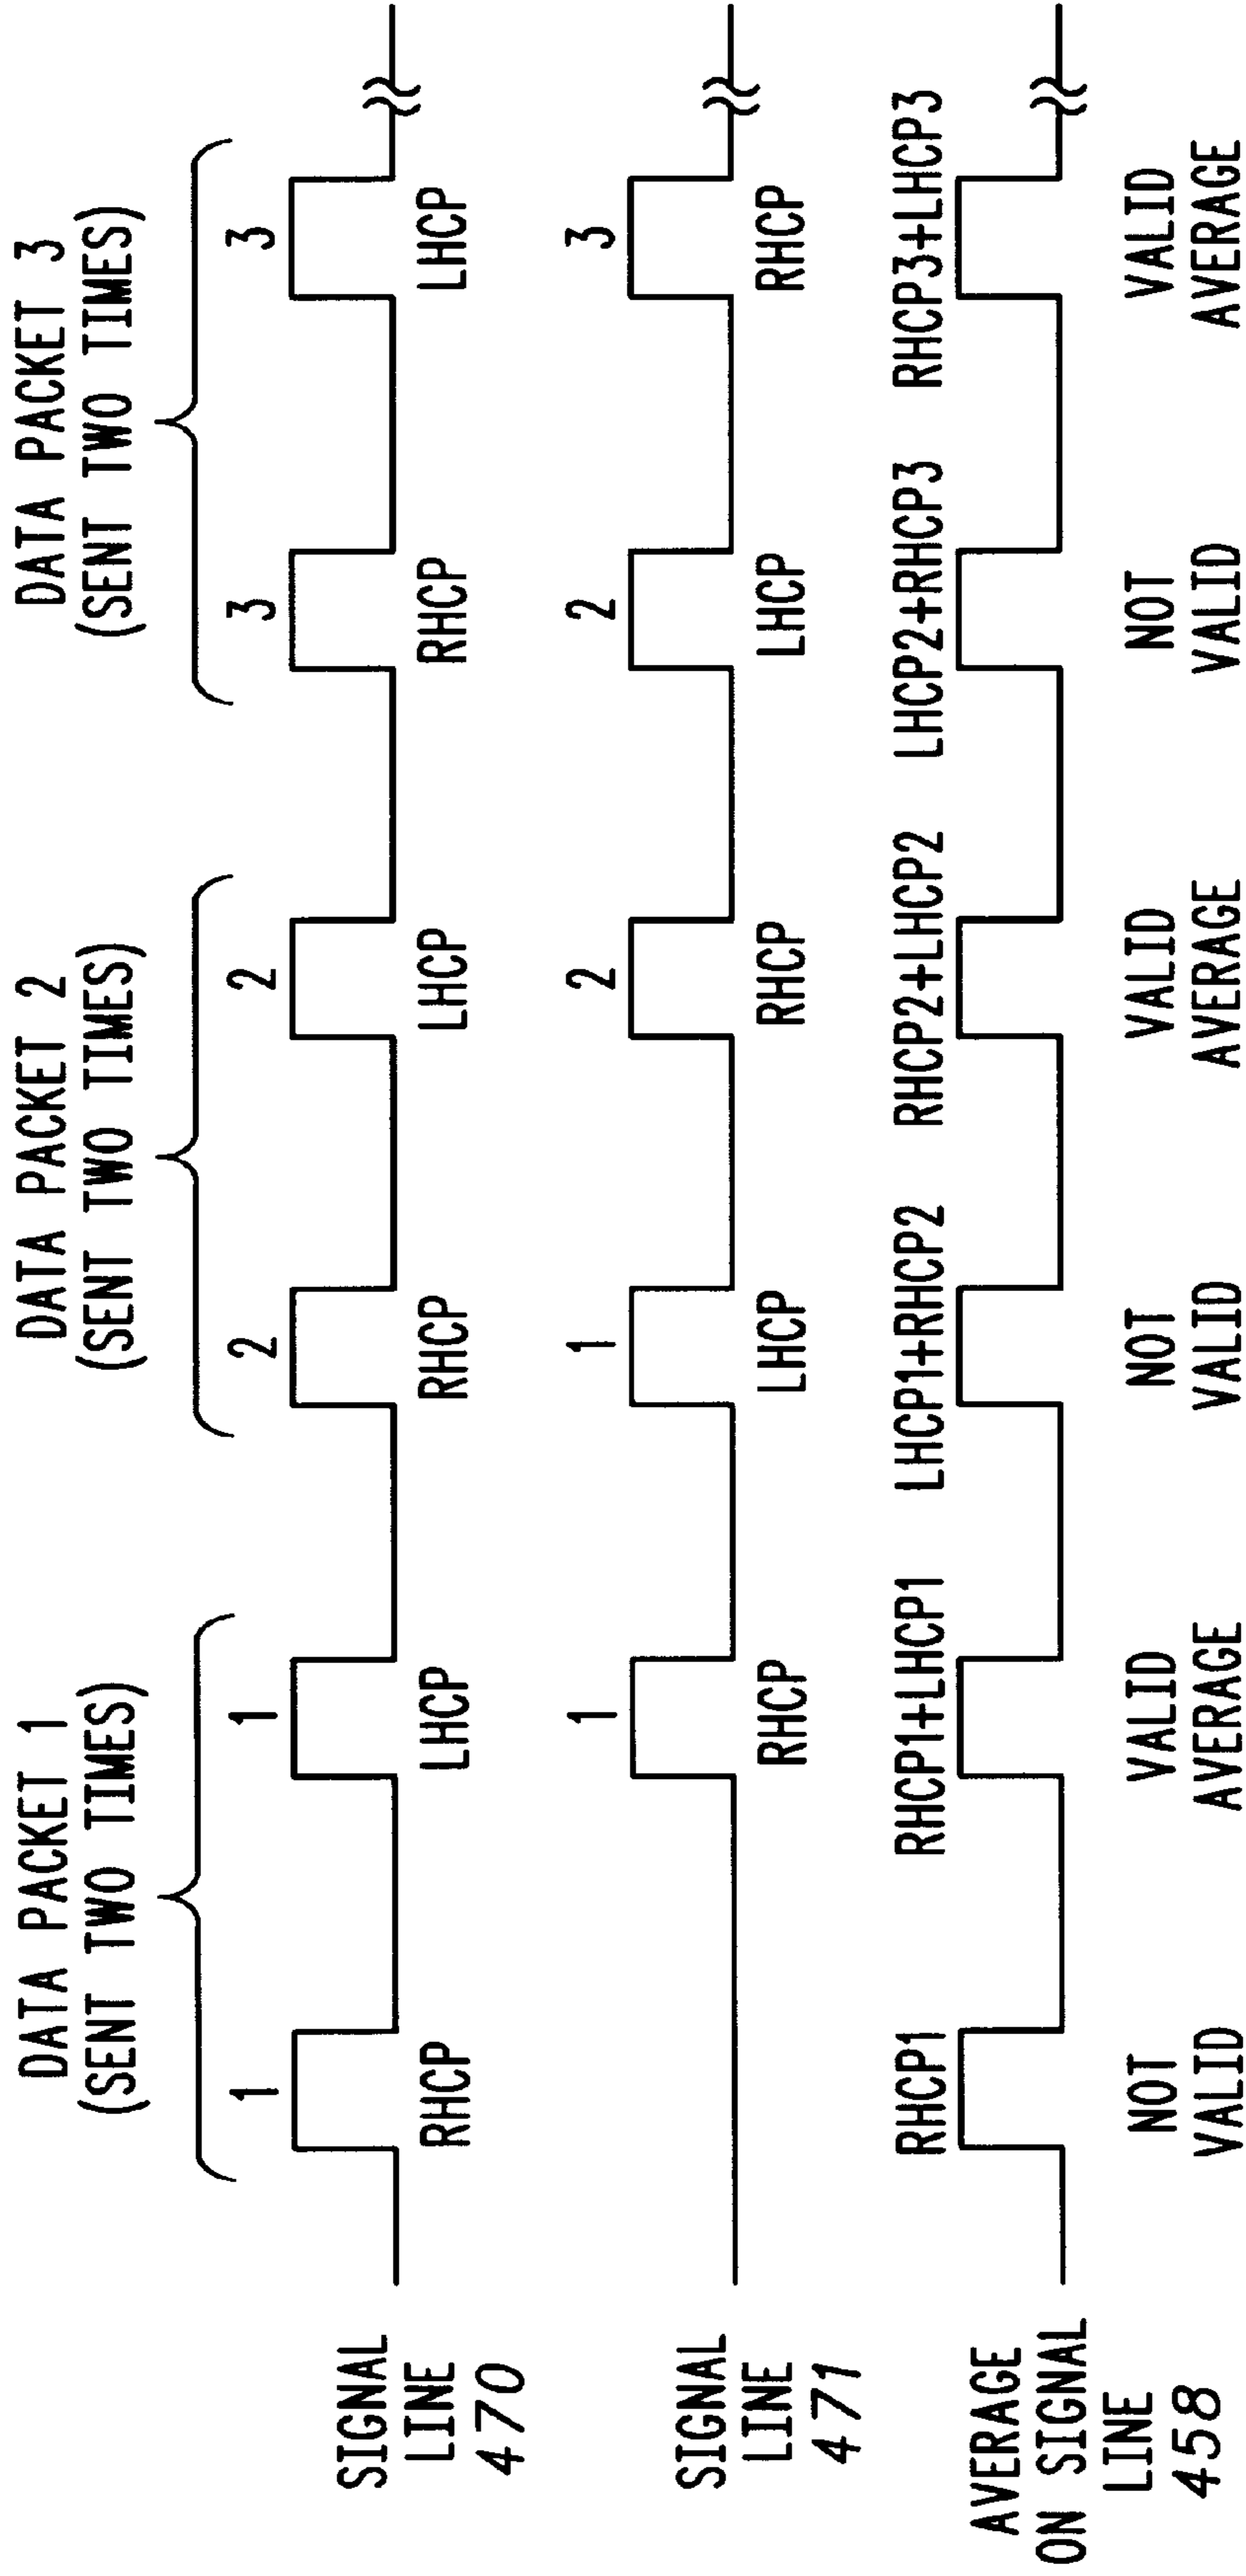 DATA PACKET 1
(SENT TWO TIMES)
DATA PACKET 2
(SENT TWO TIMES)
DATA PACKET 3
(SENT TWO TIMES)
1 1 2 2 3 3
SIGNAL
LINE
470
RHCP LHCP RHCP LHCP RHCP LHCP
1 1 2 2 3
SIGNAL
LINE
471
RHCP LHCP RHCP LHCP RHCP
RHCP1 RHCP1+LHCP1 LHCP1+RHCP2 RHCP2+LHCP2 LHCP2+RHCP3 RHCP3+LHCP3
AVERAGE
ON SIGNAL
LINE
458
NOT
VALID
VALID
AVERAGE
NOT
VALID
VALID
AVERAGE
NOT
VALID
VALID
AVERAGE